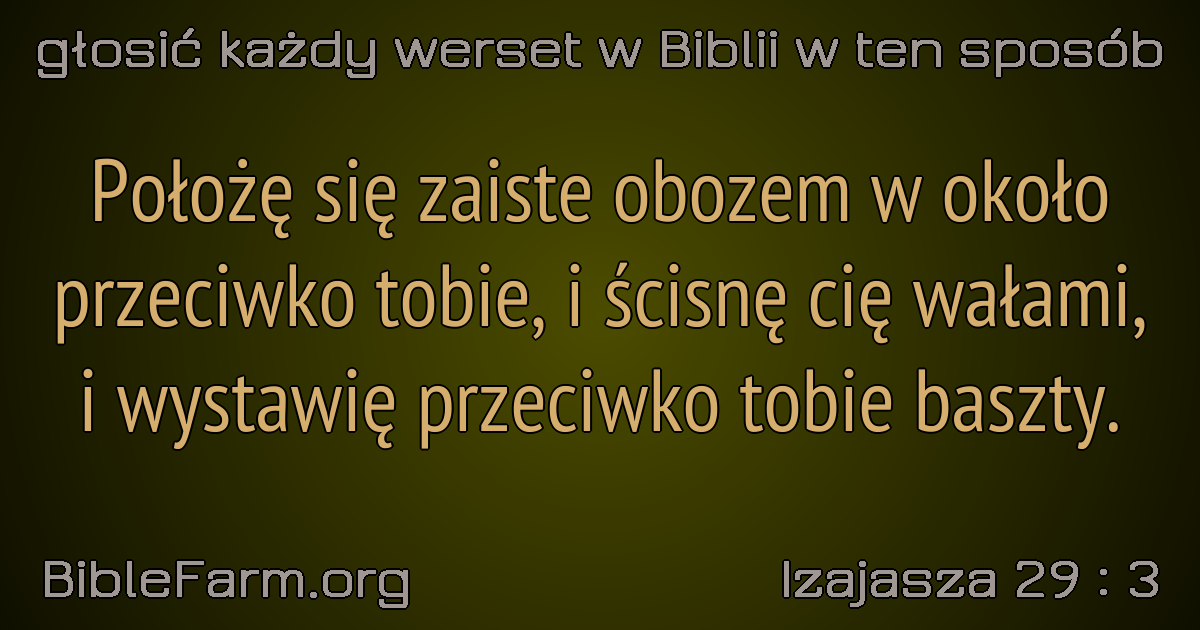 głosić każdy werset w Biblii w ten sposób
Położę się zaiste obozem w około
przeciwko tobie, i ścisnę cię wałami,
i wystawię przeciwko tobie baszty.
BibleFarm.org
Izajasza 29 : 3